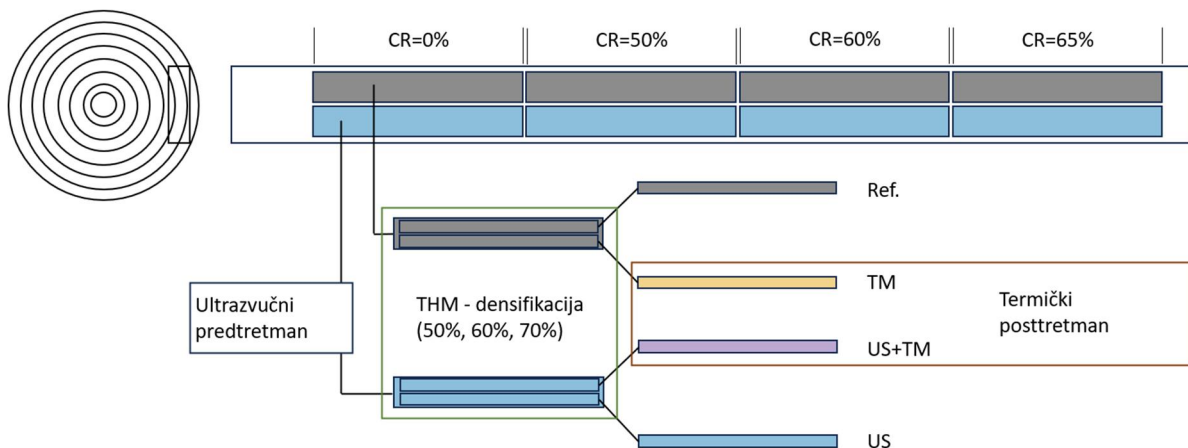 CR=0%
CR=50%
CR=60%
CR=65%
Ref.
Ultrazvučni
predtretman
THM - densifikacija
(50%, 60%, 70%)
TM
Termički
posttretman
US+TM
US